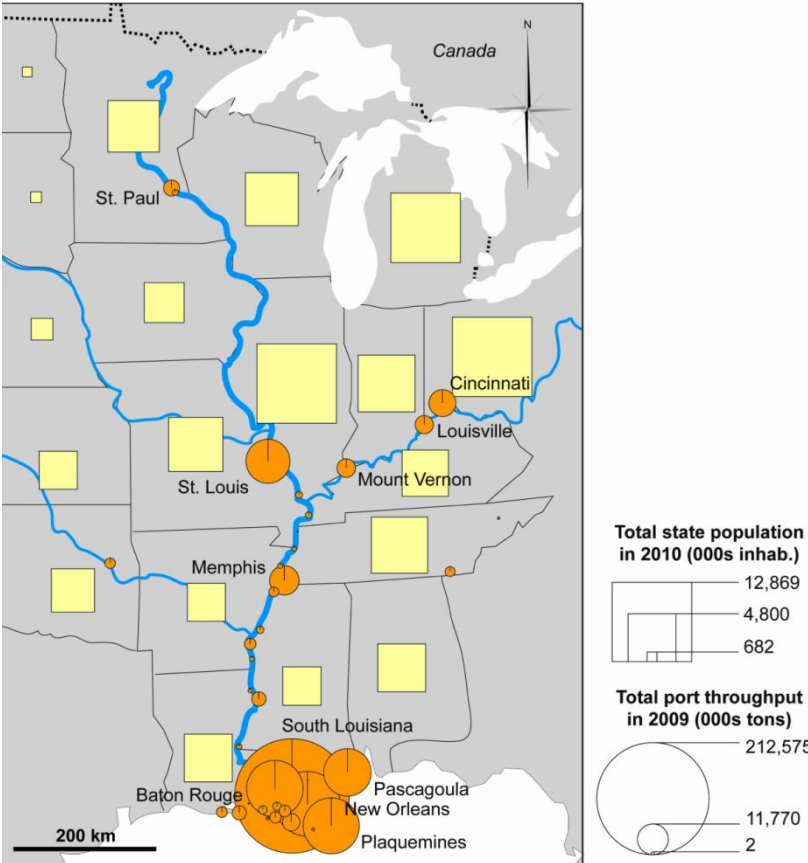 N
Canada
St. Paul
Cincinnati
Louisville
St. Louis
Mount Vernon
Memphis
South Louisiana
Pascagoula
Baton Rouge
New Orleans
Plaquemines
200 km
Total state population
in 2010 (000s inhab.)
12,869
4,800
682
Total port throughput
in 2009 (000s tons)
212,575
11,770
2